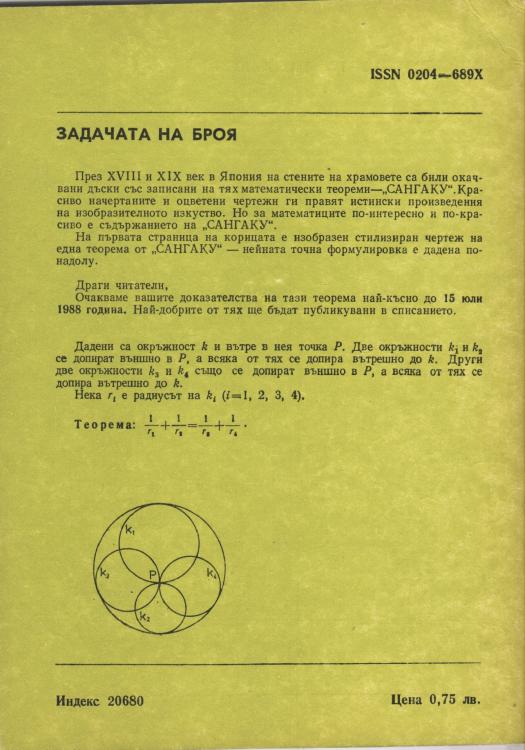 ISSN 0204—689X
ЗАДАЧАТА НА БРОЯ
През XVIII и XIX век в Япония на стените на храмовете са били окач-
вани дъски със записани на тях математически теореми—„САНГАКУ“. Кра-
сиво начертаните и оцветени чертежи ги правят истински произведения
на изобразителното изкуство. Но за математиците по-интересно и по-кра-
сиво е съдържанието на „САНГАКУ“.
На първата страница на корицата е изобразен стилизиран чертеж на
една теорема от „САНГАКУ“ — нейната точна формулировка е дадена по-
надолу.
Драги читатели,
Очакваме вашите доказателства на тази теорема най-късно до 15 юли
1988 година. Най-добрите от тях ще бъдат публикувани в списанието.
Дадени са окръжност k и вътре в нея точка P. Две окръжности k₁ и k₂
се допират външно в P, а всяка от тях се допира вътрешно до k. Други
две окръжности k₃ и k₄ също се допират външно в P, а всяка от тях се
допира вътрешно до k.
Нека rᵢ е радиусът на kᵢ (i=1, 2, 3, 4).
Теорема: 1/r₁ + 1/r₂ = 1/r₃ + 1/r₄.
k₁
k₃
P
k₄
k₂
Индекс 20680
Цена 0,75 лв.